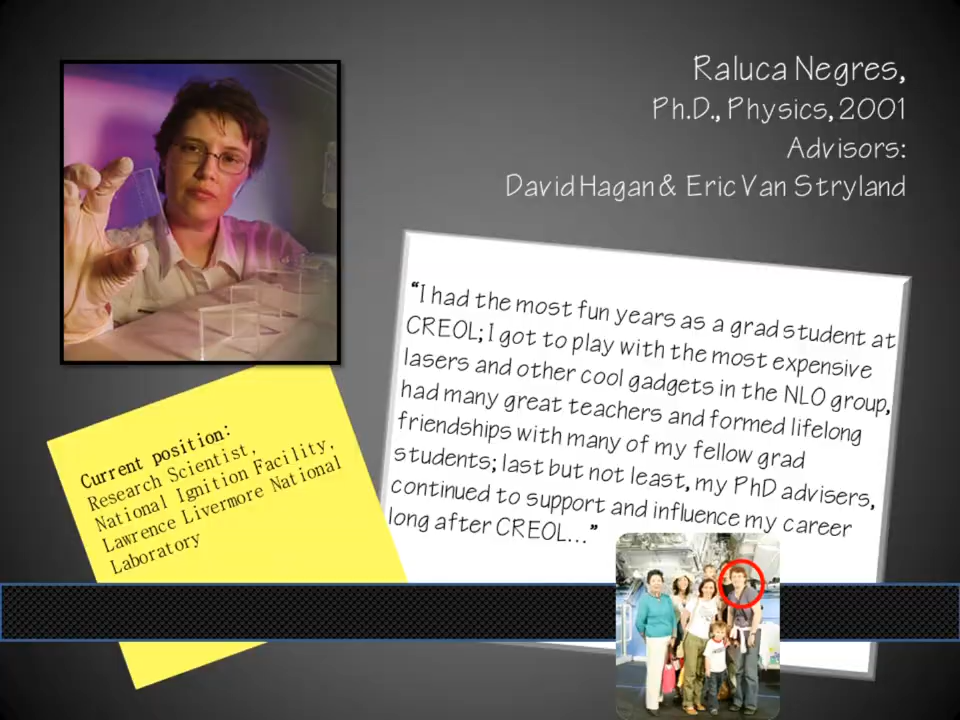 Raluca Negres,
Ph.D., Physics, 2001
Advisors:
David Hagan & Eric Van Stryland
“I had the most fun years as a grad student at
CREOL; I got to play with the most expensive
lasers and other cool gadgets in the NLO group,
had many great teachers and formed lifelong
friendships with many of my fellow grad
students; last but not least, my PhD advisers,
continued to support and influence my career
long after CREOL...”
Current position:
Research Scientist,
National Ignition Facility,
Lawrence Livermore National
Laboratory